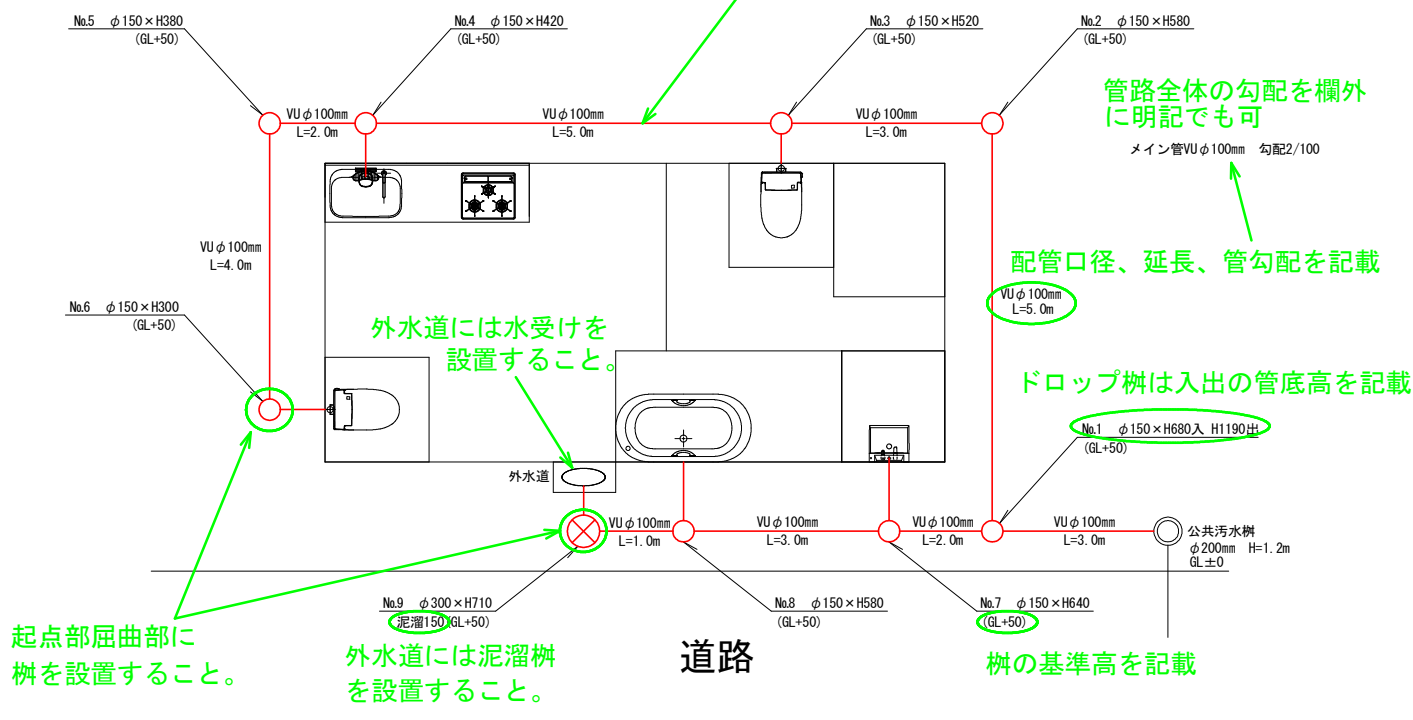 No.5 φ150×H380
(GL+50)
No.4 φ150×H420
(GL+50)
No.3 φ150×H520
(GL+50)
No.2 φ150×H580
(GL+50)
管路全体の勾配を欄外
に明記でも可
メイン管VUφ100mm 勾配2/100
VUφ100mm
L=2.0m
VUφ100mm
L=5.0m
VUφ100mm
L=3.0m
VUφ100mm
L=4.0m
配管口径、延長、管勾配を記載
VUφ100mm
L=5.0m
No.6 φ150×H300
(GL+50)
外水道には水受けを
設置すること。
ドロップ桝は入出の管底高を記載
No.1 φ150×H680入 H1190出
(GL+50)
外水道
VUφ100mm
L=1.0m
VUφ100mm
L=3.0m
VUφ100mm
L=2.0m
VUφ100mm
L=3.0m
公共汚水桝
φ200mm H=1.2m
GL±0
No.9 φ300×H710
泥溜150(GL+50)
No.8 φ150×H580
(GL+50)
No.7 φ150×H640
(GL+50)
起点部屈曲部に
桝を設置すること。
外水道には泥溜桝
を設置すること。
道路
桝の基準高を記載